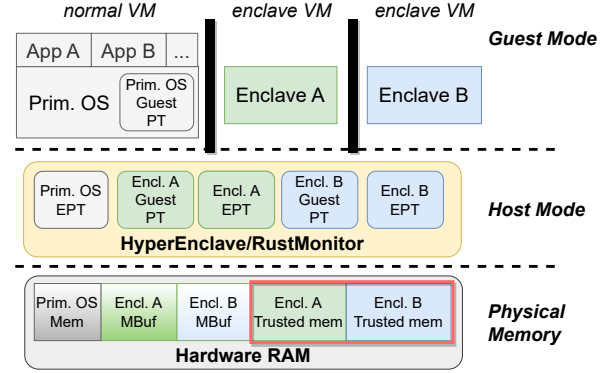 normal VM
enclave VM
enclave VM
Guest Mode
App A
App B
...
Prim. OS
Prim. OS
Guest
PT
Enclave A
Enclave B
Prim. OS
EPT
Encl. A
Guest
PT
Encl. A
EPT
Encl. B
Guest
PT
Encl. B
EPT
HyperEnclave/RustMonitor
Host Mode
Prim. OS
Mem
Encl. A
MBuf
Encl. B
MBuf
Encl. A
Trusted mem
Encl. B
Trusted mem
Hardware RAM
Physical
Memory